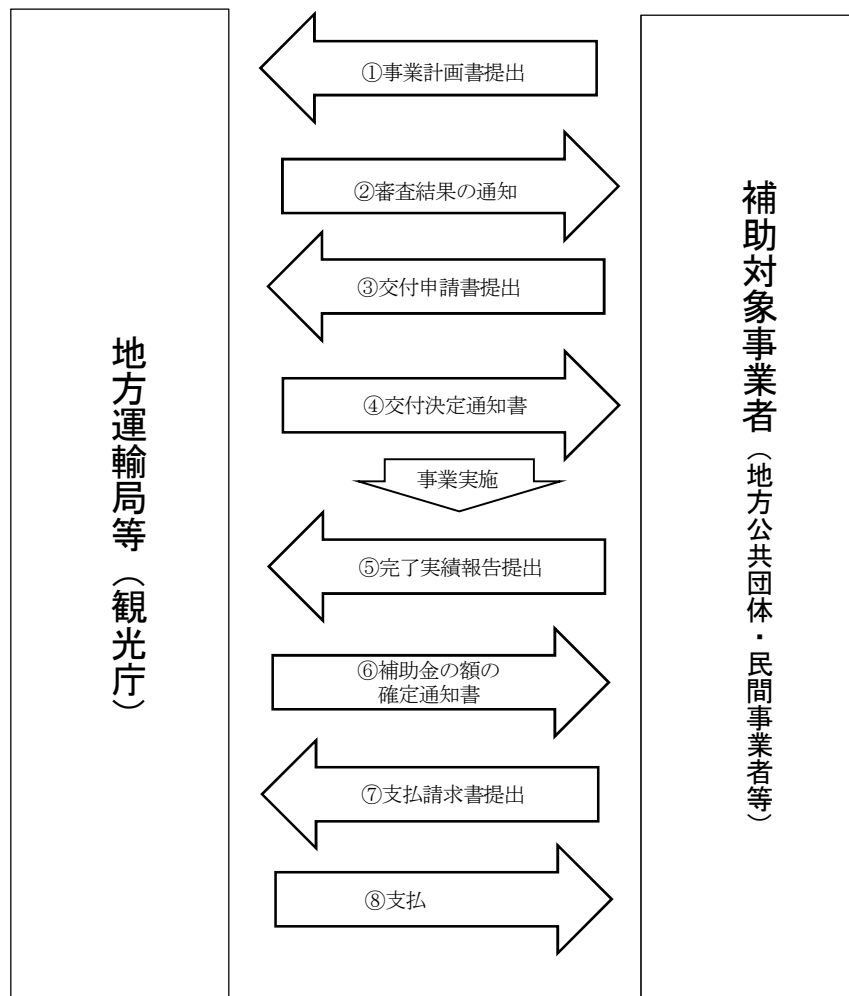 地方運輸局等（観光庁）
①事業計画書提出
②審査結果の通知
③交付申請書提出
④交付決定通知書
事業実施
⑤完了実績報告提出
⑥補助金の額の
確定通知書
⑦支払請求書提出
⑧支払
補助対象事業者（地方公共団体・民間事業者等）